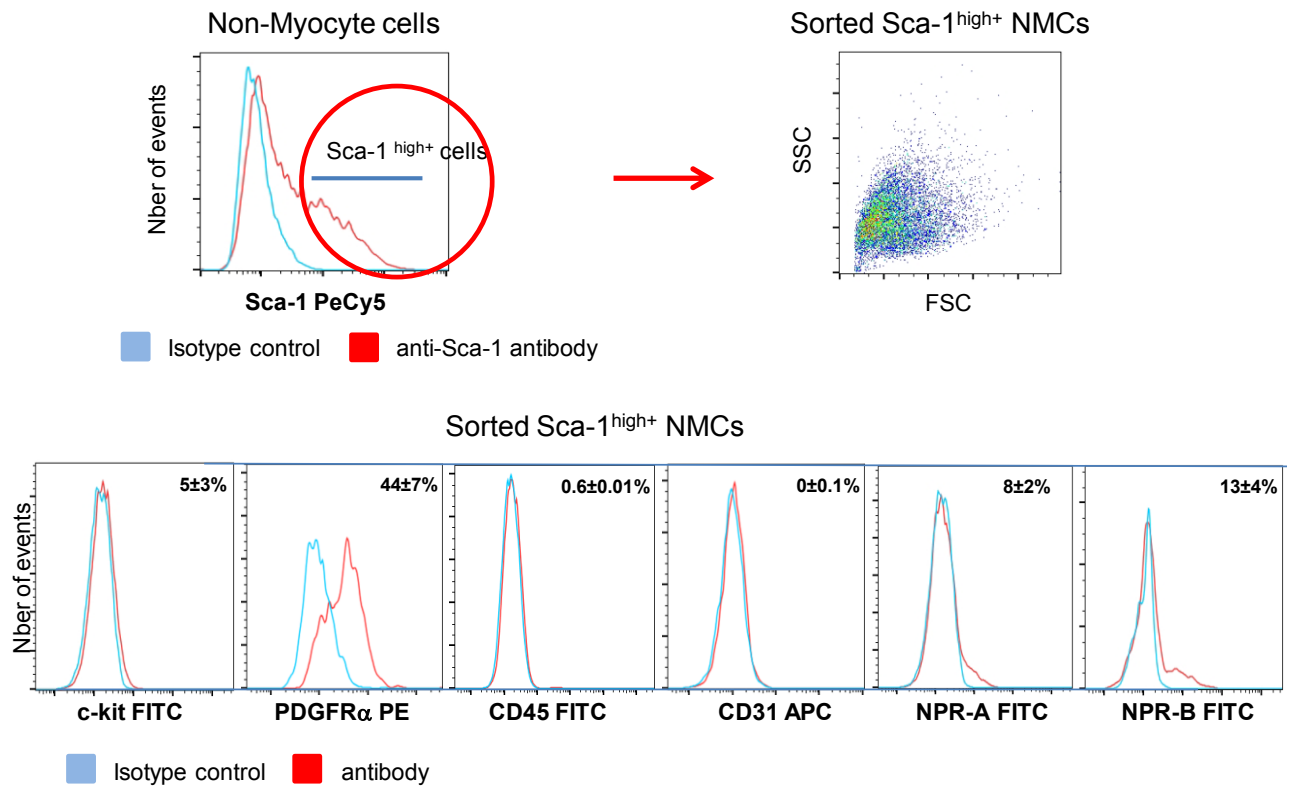 Non-Myocyte cells
Sorted Sca-1high+ NMCs
Nber of events
Sca-1 high+ cells
Sca-1 PeCy5
SSC
FSC
Isotype control
anti-Sca-1 antibody
Sorted Sca-1high+ NMCs
Nber of events
5±3%
44±7%
0.6±0.01%
0±0.1%
8±2%
13±4%
c-kit FITC
PDGFRα PE
CD45 FITC
CD31 APC
NPR-A FITC
NPR-B FITC
Isotype control
antibody